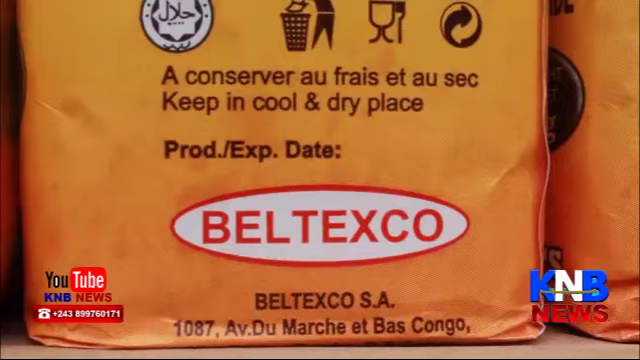 حلال
A conserver au frais et au sec
Keep in cool & dry place
Prod./Exp. Date:
BELTEXCO
BELTEXCO S.A.
1087, Av.Du Marche et Bas Congo,
YouTube
KNB NEWS
+243 899760171
KNB
NEWS